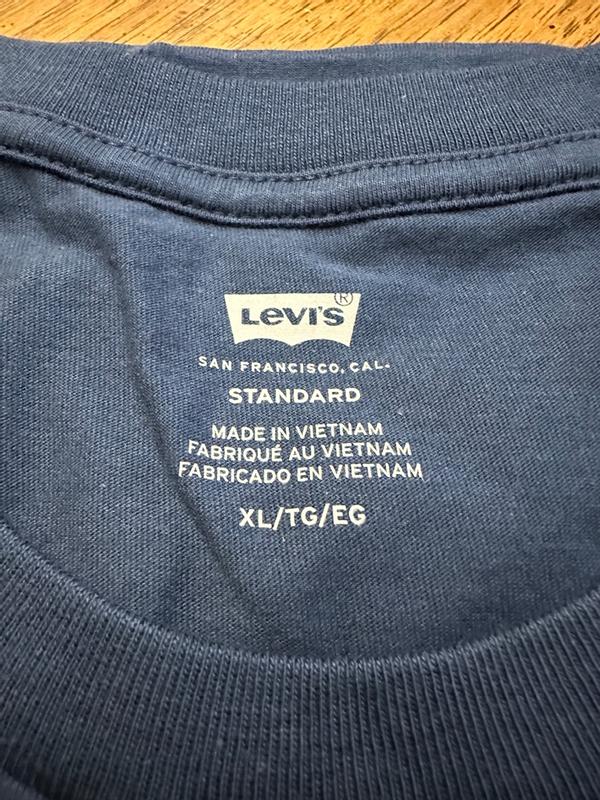 Levi's ®
SAN FRANCISCO, CAL.
STANDARD
MADE IN VIETNAM
FABRIQUÉ AU VIETNAM
FABRICADO EN VIETNAM
XL/TG/EG